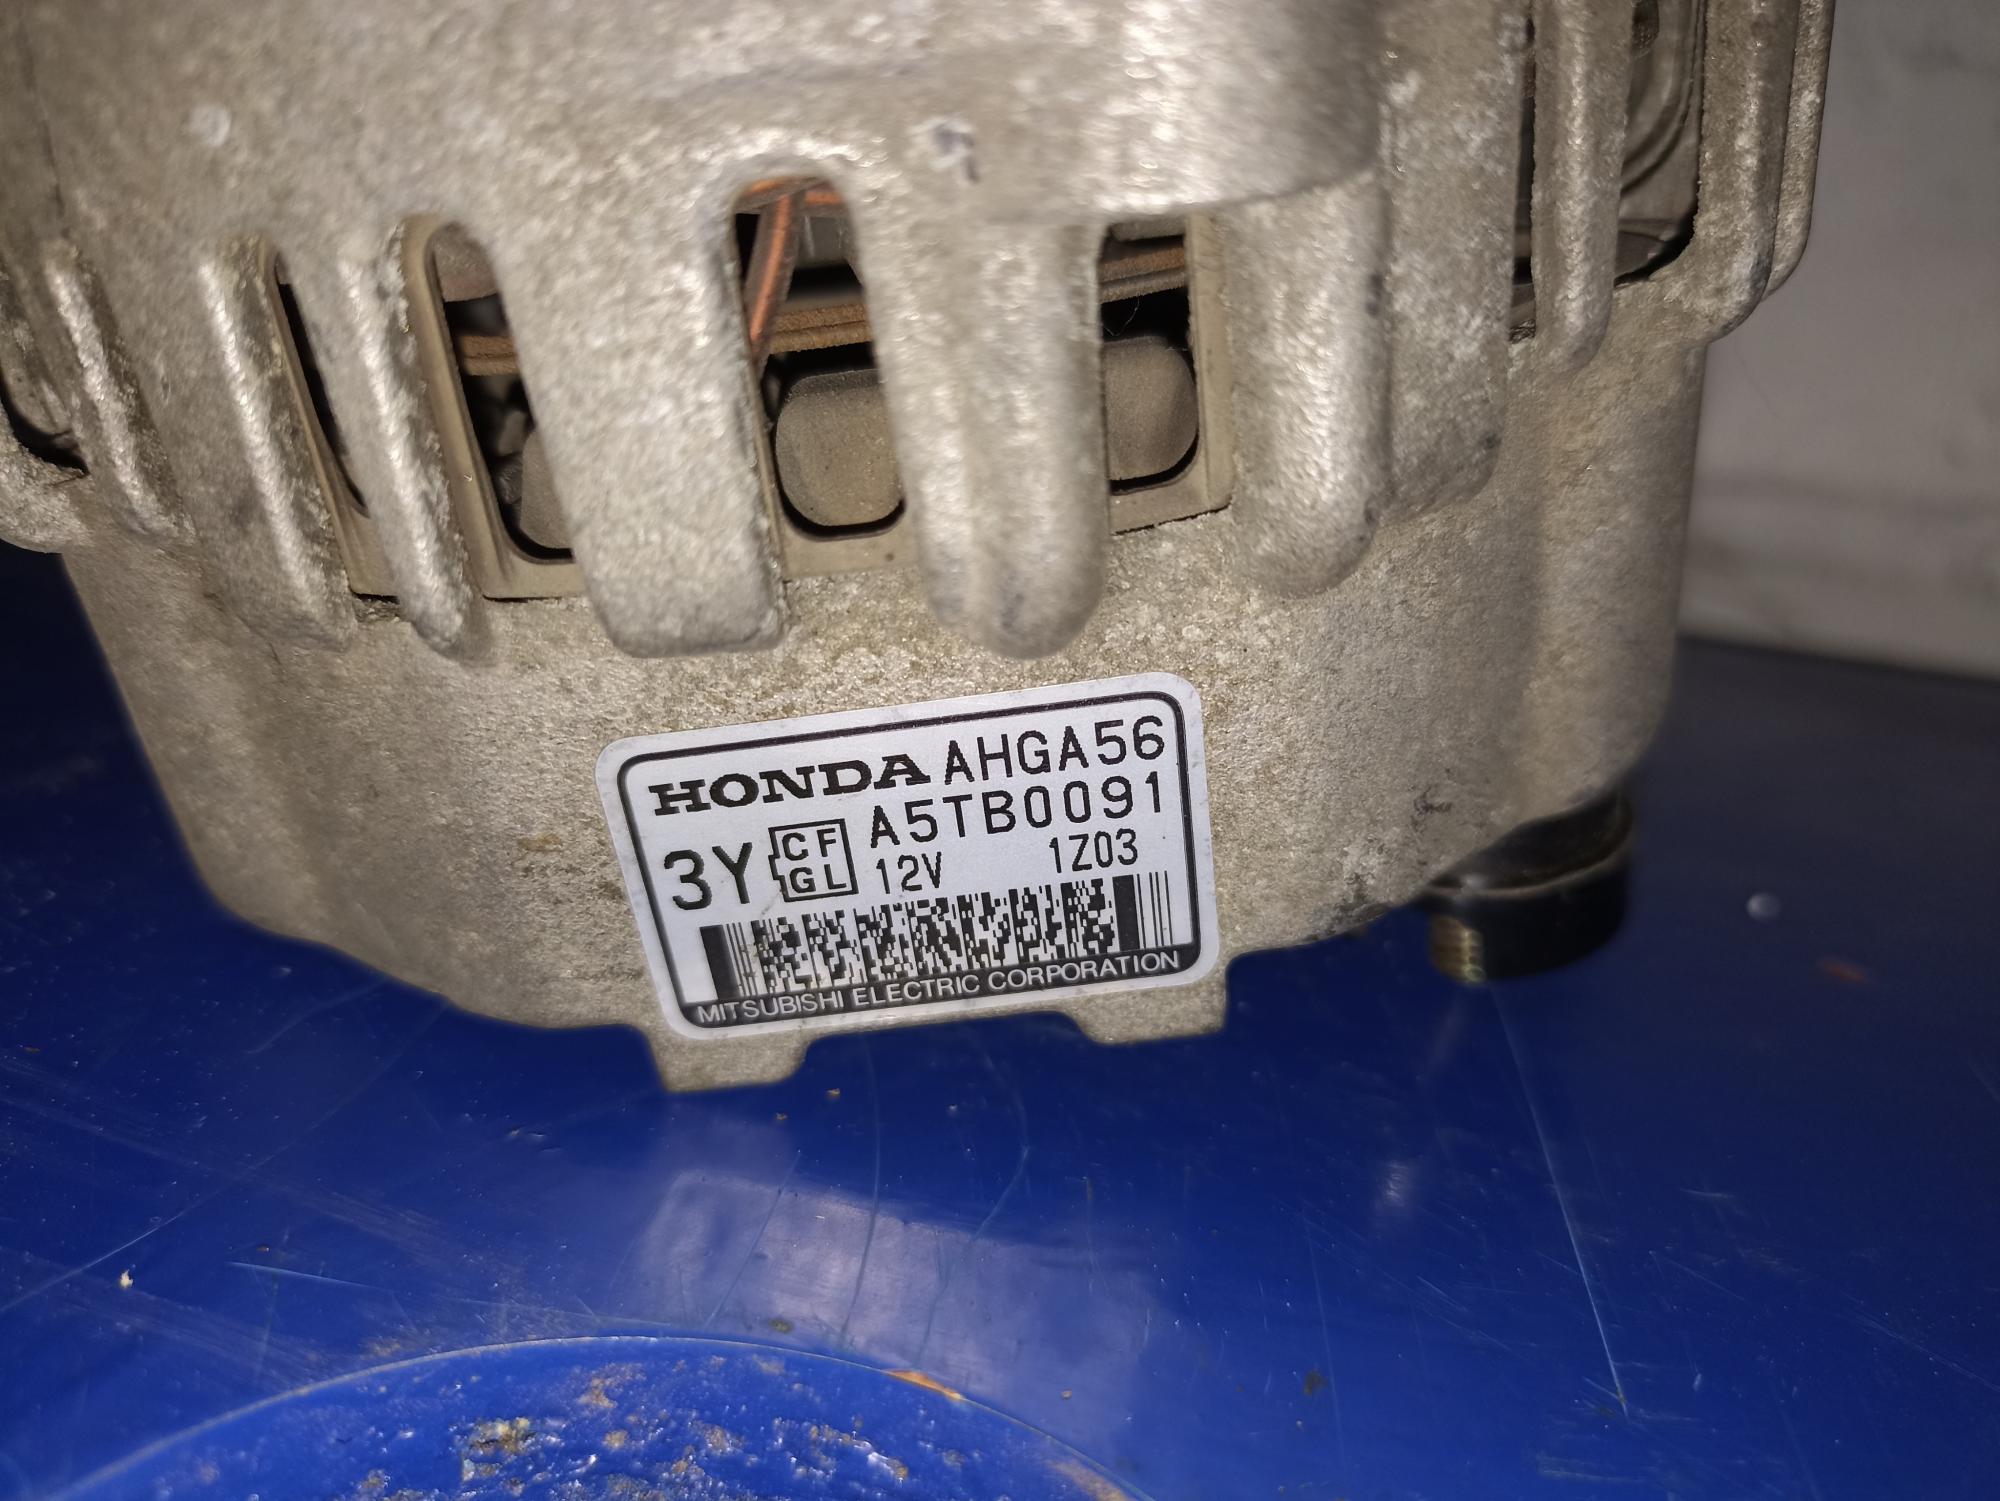 HONDA AHGA56
A5TB0091
3Y CF GL 12V 1Z03
MITSUBISHI ELECTRIC CORPORATION